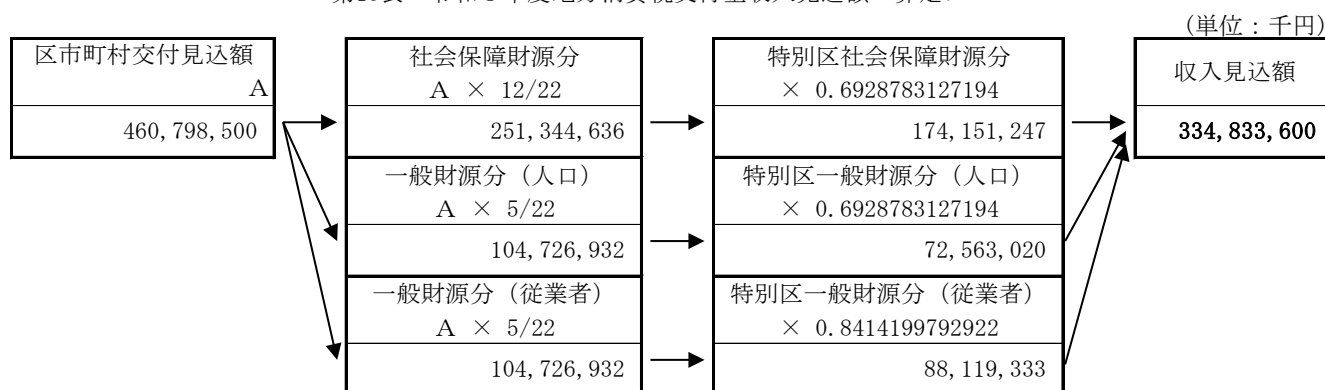 (単位：千円)
区市町村交付見込額
A
460,798,500
社会保障財源分
A × 12/22
251,344,636
特別区社会保障財源分
× 0.6928783127194
174,151,247
収入見込額
334,833,600
一般財源分（人口）
A × 5/22
104,726,932
特別区一般財源分（人口）
× 0.6928783127194
72,563,020
一般財源分（従業者）
A × 5/22
104,726,932
特別区一般財源分（従業者）
× 0.8414199792922
88,119,333